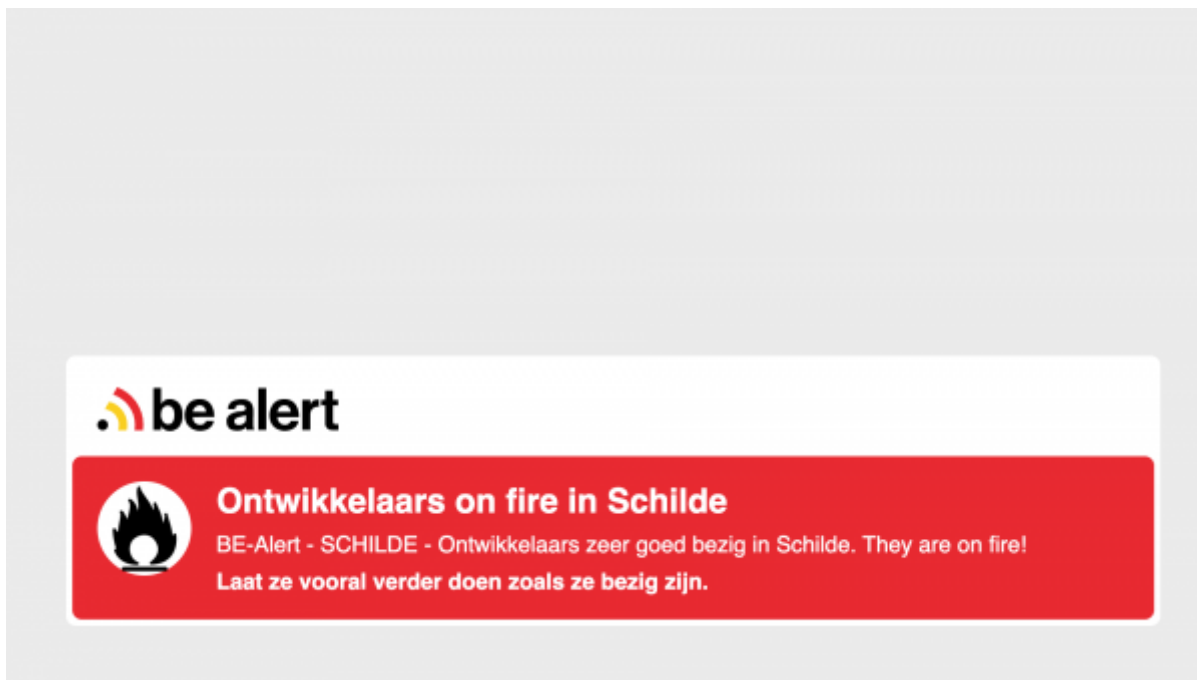 be alert
Ontwikkelaars on fire in Schilde
BE-Alert - SCHILDE - Ontwikkelaars zeer goed bezig in Schilde. They are on fire!
Laat ze vooral verder doen zoals ze bezig zijn.